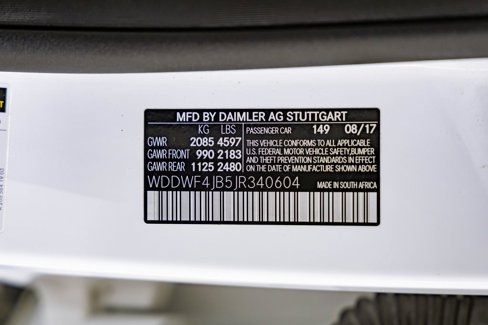 MFD BY DAIMLER AG STUTTGART
KG LBS PASSENGER CAR 149 08/17
GWR 2085 4597 THIS VEHICLE CONFORMS TO ALL APPLICABLE
GAWR FRONT 990 2183 U.S. FEDERAL MOTOR VEHICLE SAFETY,BUMPER
AND THEFT PREVENTION STANDARDS IN EFFECT
GAWR REAR 1125 2480 ON THE DATE OF MANUFACTURE SHOWN ABOVE
WDDWF4JB5JR340604 MADE IN SOUTH AFRICA